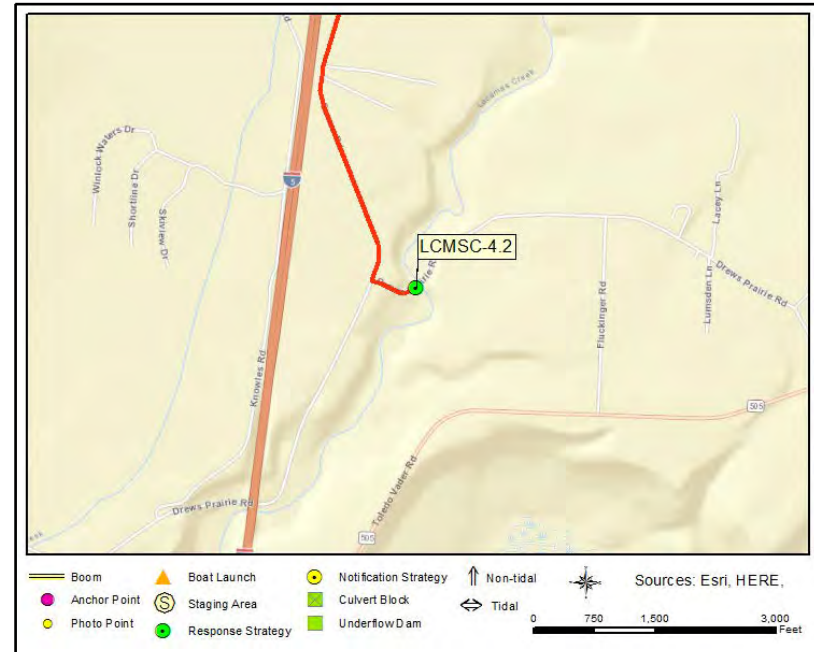 Lacamas Creek
Winlock Waters Dr
Shortline Dr
Skiview Dr
5
LCMSC-4.2
Lacey Ln
Lumsden Ln
Drews Prairie Rd
Fluckinger Rd
Knowles Rd
505
Toledo Vader Rd
Drews Prairie Rd
505
Boom
Boat Launch
Notification Strategy
Non-tidal
Sources: Esri, HERE,
Anchor Point
S
Staging Area
Culvert Block
Tidal
Photo Point
Response Strategy
Underflow Dam
0 750 1,500 3,000
Feet